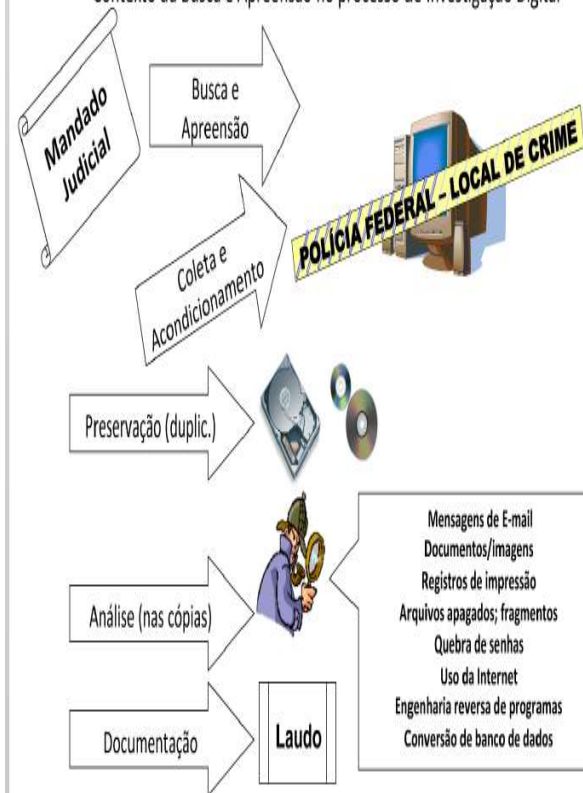 Contexto da Busca e Apreensão no processo de Investigação Digital
Mandado
Judicial
Busca e
Apreensão
POLÍCIA FEDERAL – LOCAL DE CRIME
Coleta e
Acondicionamento
Preservação (duplic.)
Análise (nas cópias)
Mensagens de E-mail
Documentos/imagens
Registros de impressão
Arquivos apagados; fragmentos
Quebra de senhas
Uso da Internet
Engenharia reversa de programas
Conversão de banco de dados
Documentação
Laudo